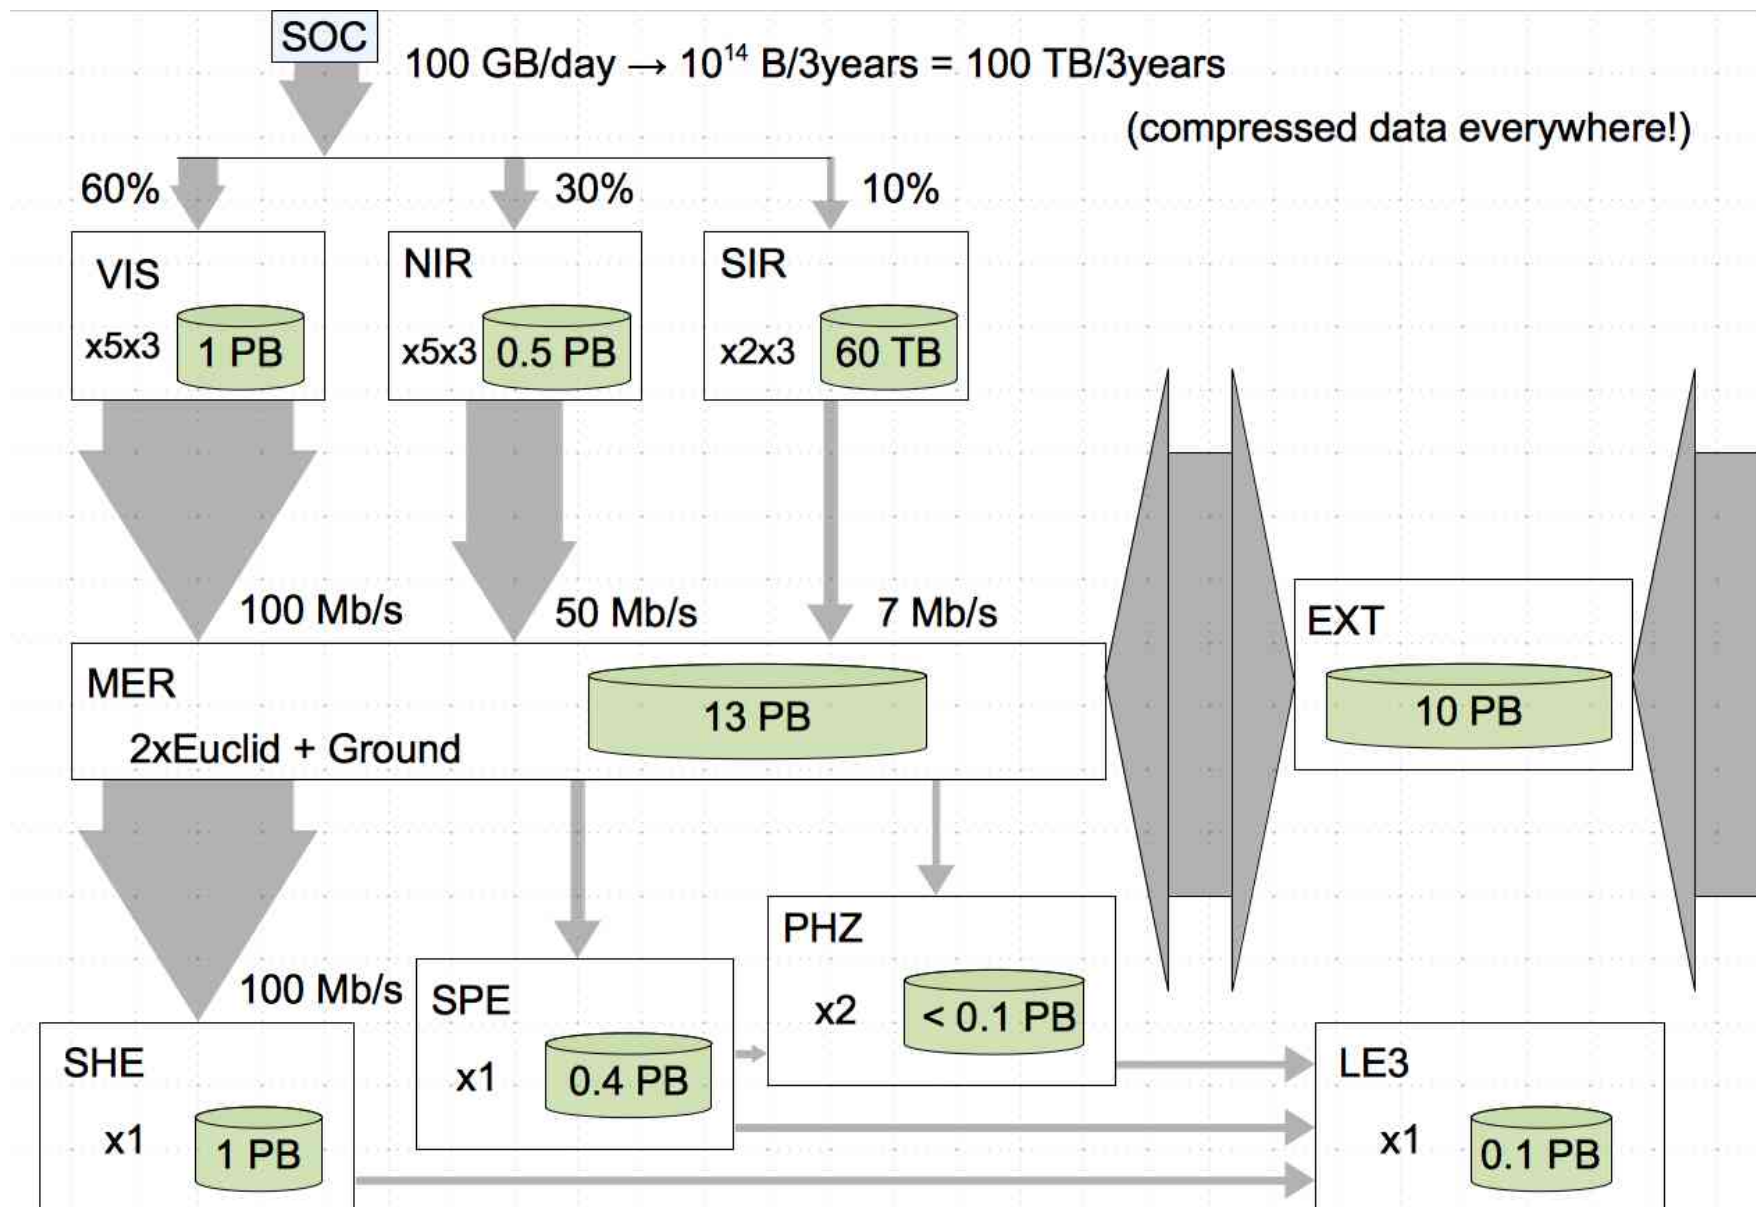 SOC
100 GB/day → 10¹⁴ B/3years = 100 TB/3years
(compressed data everywhere!)
60%
30%
10%
VIS
x5x3
1 PB
NIR
x5x3
0.5 PB
SIR
x2x3
60 TB
100 Mb/s
50 Mb/s
7 Mb/s
MER
13 PB
2xEuclid + Ground
EXT
10 PB
100 Mb/s
SHE
x1
1 PB
SPE
x1
0.4 PB
PHZ
x2
< 0.1 PB
LE3
x1
0.1 PB